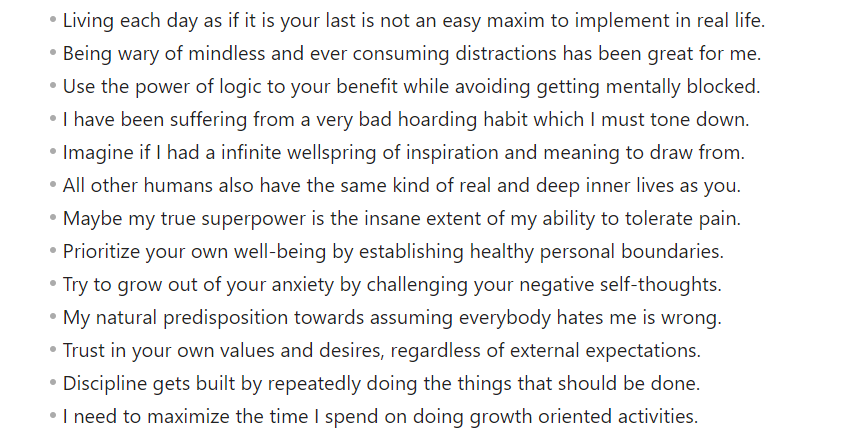 • Living each day as if it is your last is not an easy maxim to implement in real life.
• Being wary of mindless and ever consuming distractions has been great for me.
• Use the power of logic to your benefit while avoiding getting mentally blocked.
• I have been suffering from a very bad hoarding habit which I must tone down.
• Imagine if I had a infinite wellspring of inspiration and meaning to draw from.
• All other humans also have the same kind of real and deep inner lives as you.
• Maybe my true superpower is the insane extent of my ability to tolerate pain.
• Prioritize your own well-being by establishing healthy personal boundaries.
• Try to grow out of your anxiety by challenging your negative self-thoughts.
• My natural predisposition towards assuming everybody hates me is wrong.
• Trust in your own values and desires, regardless of external expectations.
• Discipline gets built by repeatedly doing the things that should be done.
• I need to maximize the time I spend on doing growth oriented activities.